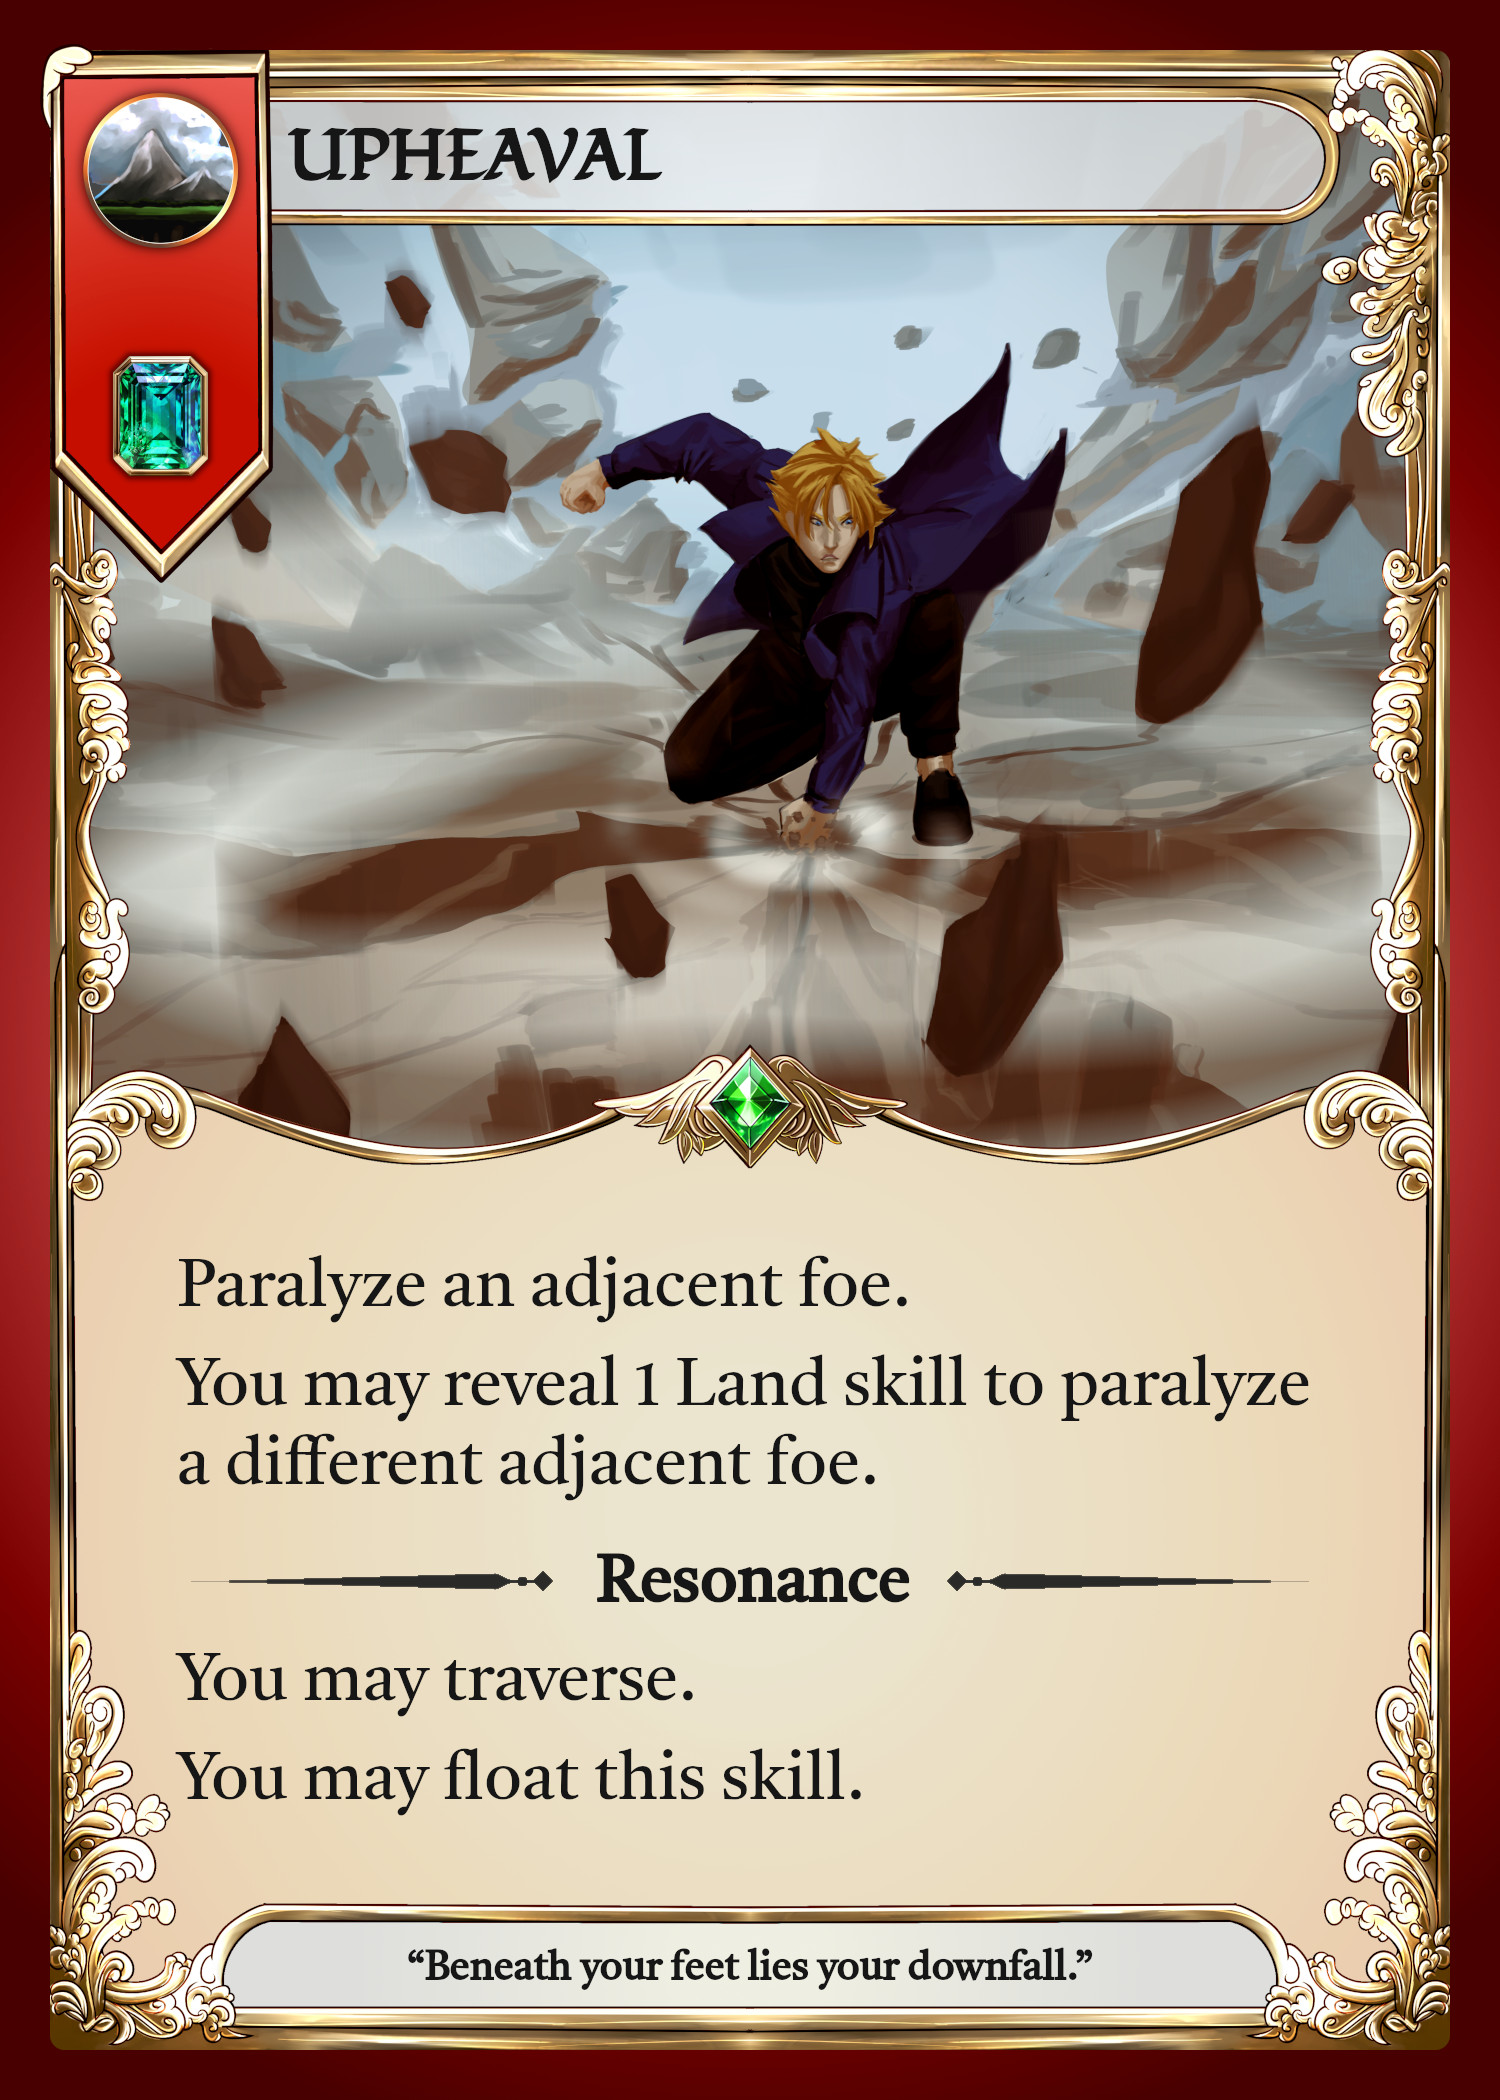 UPHEAVAL
Paralyze an adjacent foe.
You may reveal 1 Land skill to paralyze
a different adjacent foe.
Resonance
You may traverse.
You may float this skill.
“Beneath your feet lies your downfall.”